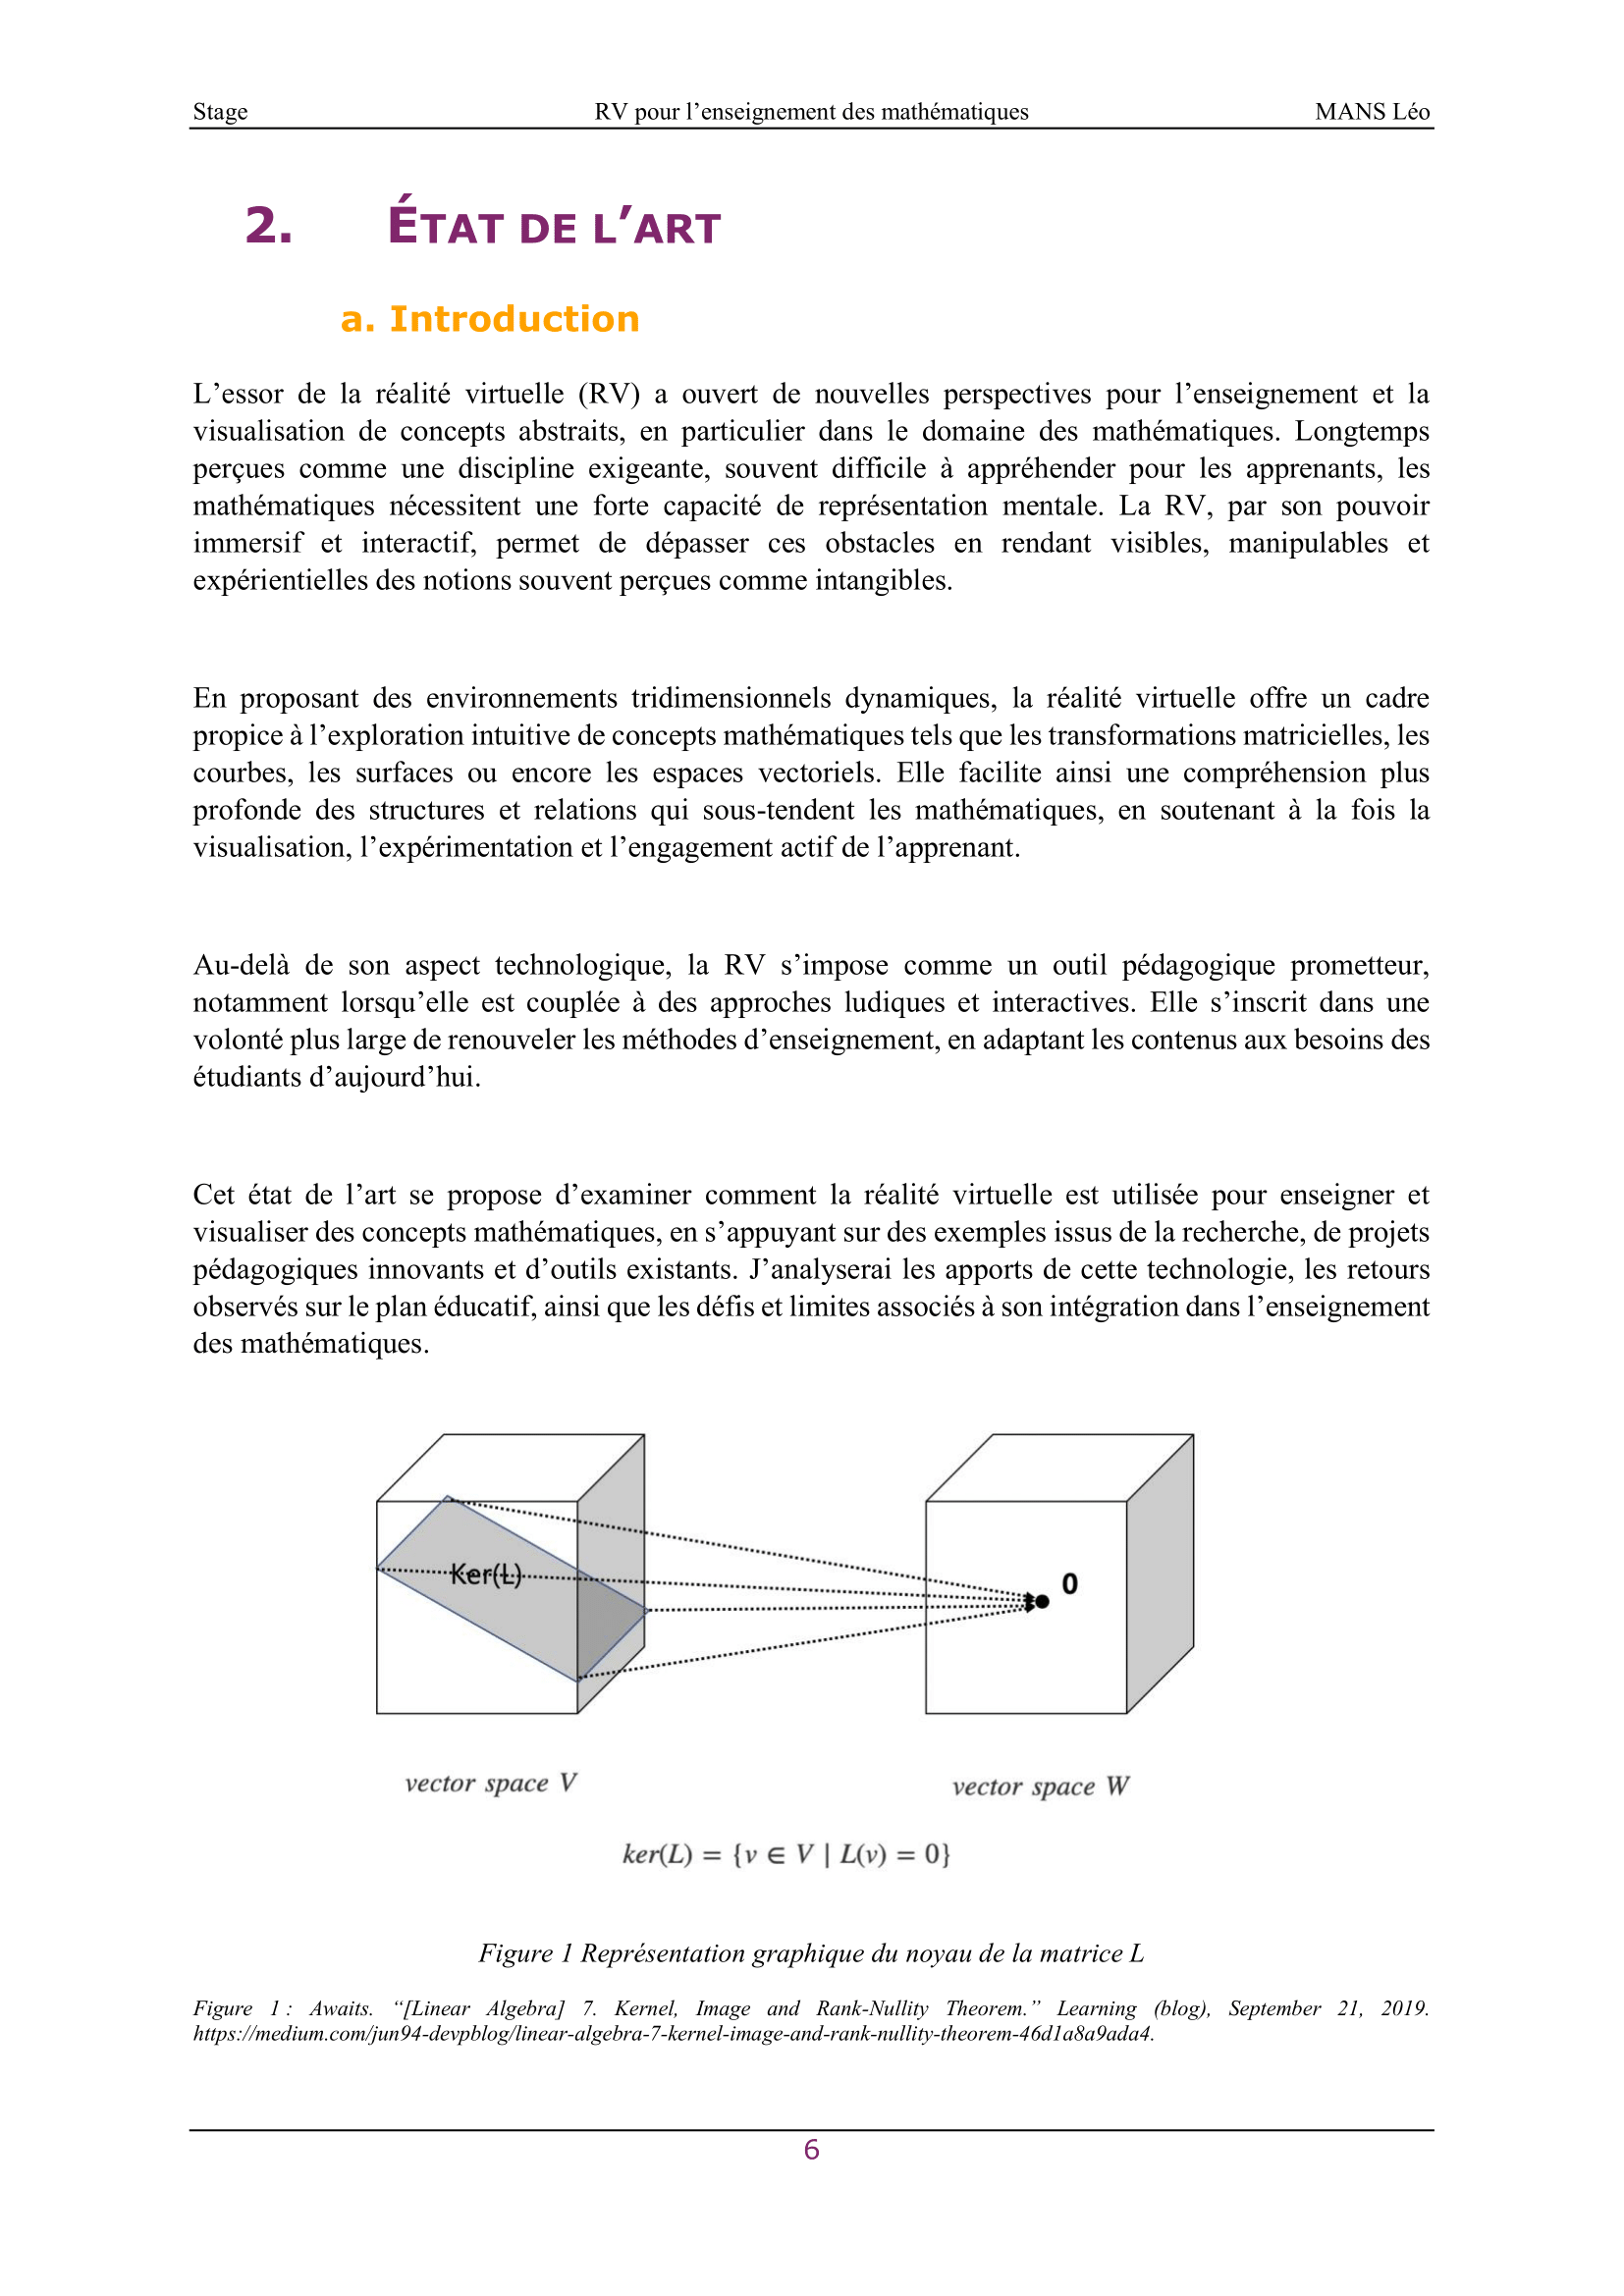 Stage RV pour l’enseignement des mathématiques MANS Léo
2. ÉTAT DE L’ART
a. Introduction
L’essor de la réalité virtuelle (RV) a ouvert de nouvelles perspectives pour l’enseignement et la
visualisation de concepts abstraits, en particulier dans le domaine des mathématiques. Longtemps
perçues comme une discipline exigeante, souvent difficile à appréhender pour les apprenants, les
mathématiques nécessitent une forte capacité de représentation mentale. La RV, par son pouvoir
immersif et interactif, permet de dépasser ces obstacles en rendant visibles, manipulables et
expérientielles des notions souvent perçues comme intangibles.
En proposant des environnements tridimensionnels dynamiques, la réalité virtuelle offre un cadre
propice à l’exploration intuitive de concepts mathématiques tels que les transformations matricielles, les
courbes, les surfaces ou encore les espaces vectoriels. Elle facilite ainsi une compréhension plus
profonde des structures et relations qui sous-tendent les mathématiques, en soutenant à la fois la
visualisation, l’expérimentation et l’engagement actif de l’apprenant.
Au-delà de son aspect technologique, la RV s’impose comme un outil pédagogique prometteur,
notamment lorsqu’elle est couplée à des approches ludiques et interactives. Elle s’inscrit dans une
volonté plus large de renouveler les méthodes d’enseignement, en adaptant les contenus aux besoins des
étudiants d’aujourd’hui.
Cet état de l’art se propose d’examiner comment la réalité virtuelle est utilisée pour enseigner et
visualiser des concepts mathématiques, en s’appuyant sur des exemples issus de la recherche, de projets
pédagogiques innovants et d’outils existants. J’analyserai les apports de cette technologie, les retours
observés sur le plan éducatif, ainsi que les défis et limites associés à son intégration dans l’enseignement
des mathématiques.
Ker(L)
0
vector space V
vector space W
ker(L) = {v ∈ V | L(v) = 0}
Figure 1 Représentation graphique du noyau de la matrice L
Figure 1 : Awaits. “[Linear Algebra] 7. Kernel, Image and Rank-Nullity Theorem.” Learning (blog), September 21, 2019.
https://medium.com/jun94-devpblog/linear-algebra-7-kernel-image-and-rank-nullity-theorem-46d1a8a9ada4.
6